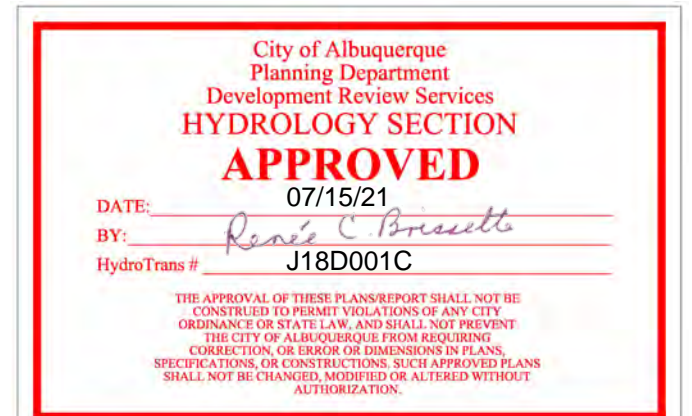 City of Albuquerque
Planning Department
Development Review Services
HYDROLOGY SECTION
APPROVED
DATE: 07/15/21
BY: Renée C. Brissette
HydroTrans # J18D001C
THE APPROVAL OF THESE PLANS/REPORT SHALL NOT BE
CONSTRUED TO PERMIT VIOLATIONS OF ANY CITY
ORDINANCE OR STATE LAW, AND SHALL NOT PREVENT
THE CITY OF ALBUQUERQUE FROM REQUIRING
CORRECTION, OR ERROR OR DIMENSIONS IN PLANS,
SPECIFICATIONS, OR CONSTRUCTIONS. SUCH APPROVED PLANS
SHALL NOT BE CHANGED, MODIFIED OR ALTERED WITHOUT
AUTHORIZATION.